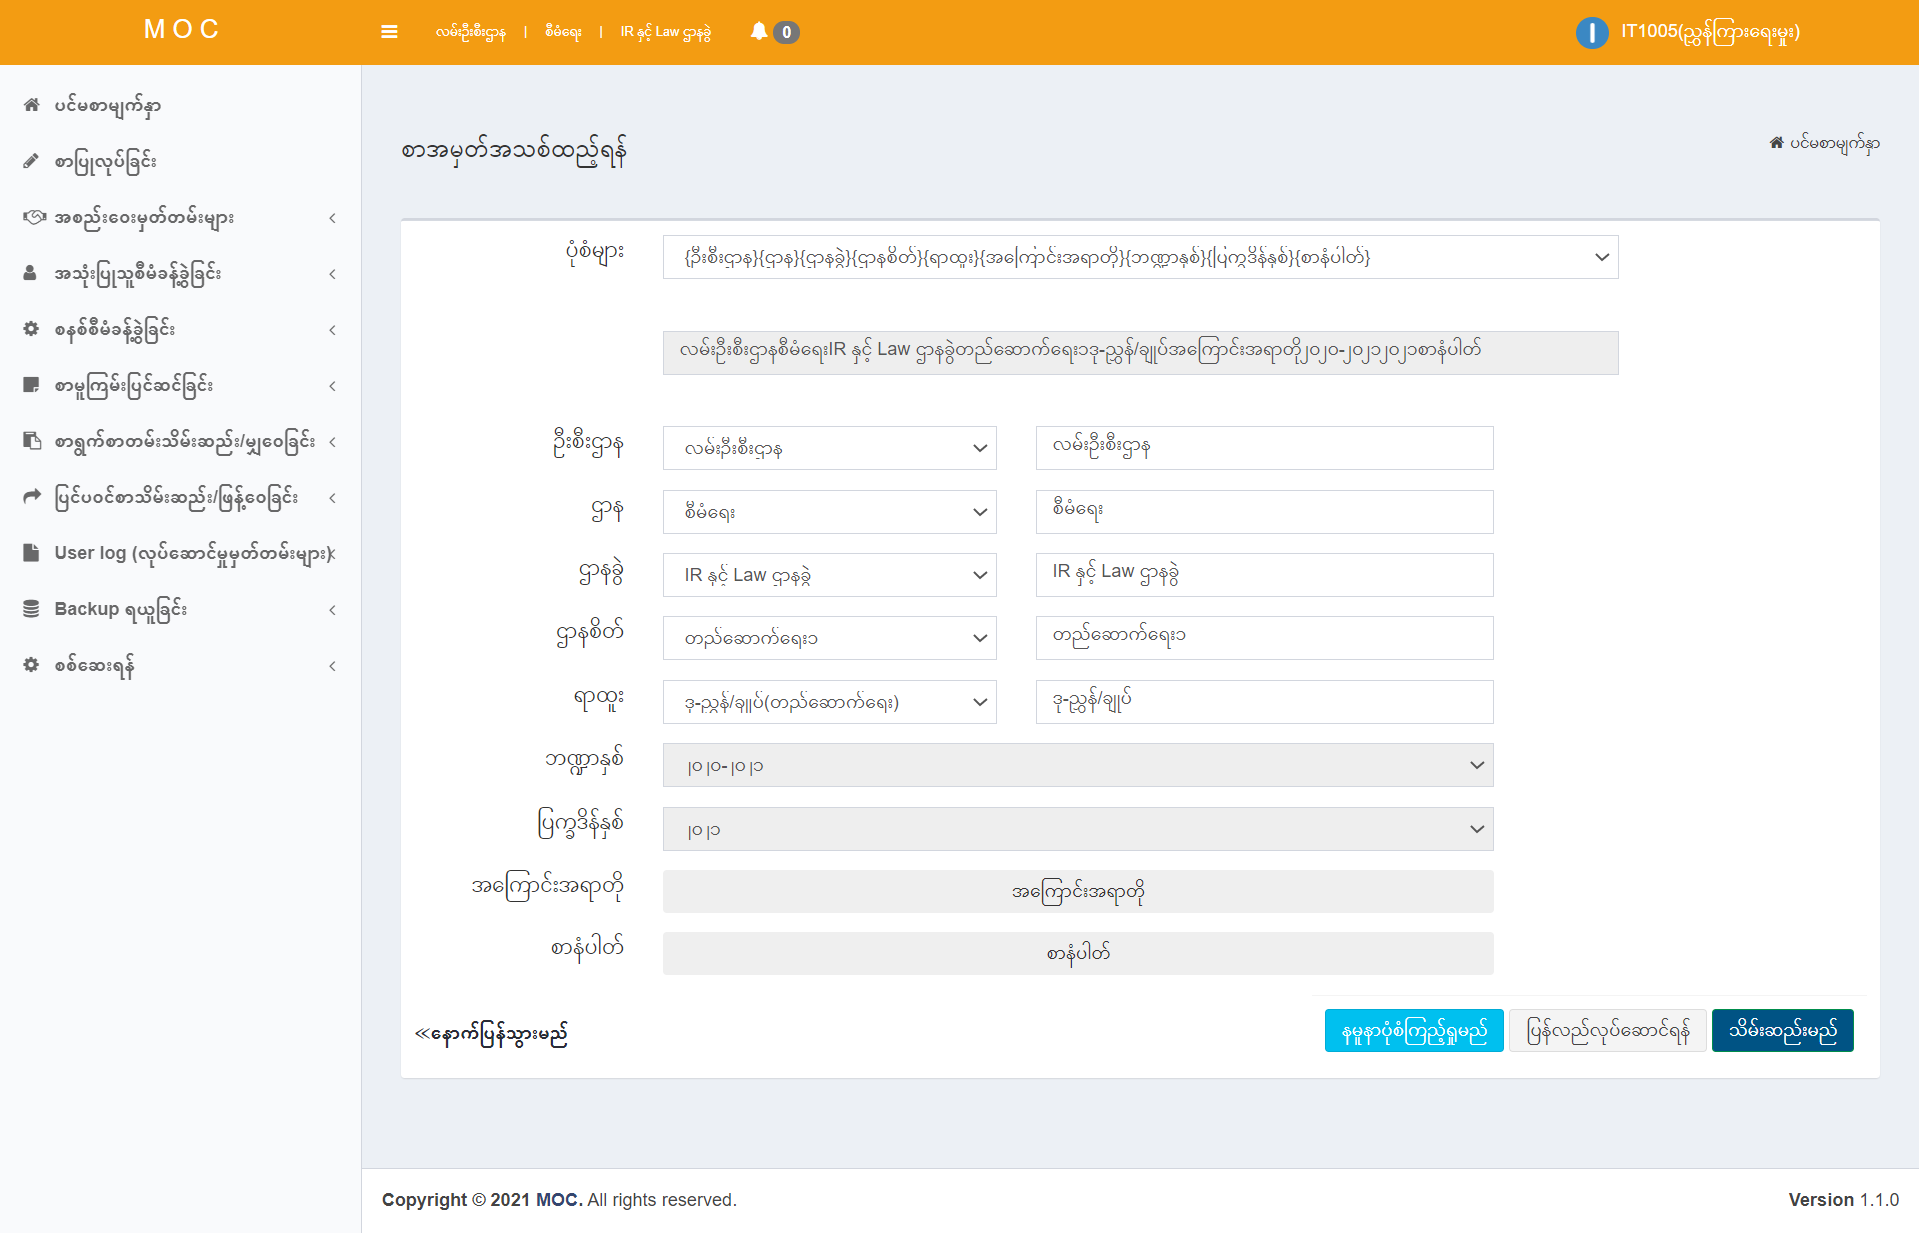 MOC
လမ်းဦးစီးဌာန | စီမံရေး | IR နှင့် Law ဌာနခွဲ
0
IT1005(ညွှန်ကြားရေးမှူး)
ပင်မစာမျက်နှာ
စာပြုလုပ်ခြင်း
အစည်းဝေးမှတ်တမ်းများ
အသုံးပြုသူစီမံခန့်ခွဲခြင်း
စနစ်စီမံခန့်ခွဲခြင်း
စာမူကြမ်းပြင်ဆင်ခြင်း
စာရွက်စာတမ်းသိမ်းဆည်း/မျှဝေခြင်း
ပြင်ပဝင်စာသိမ်းဆည်း/ဖြန့်ဝေခြင်း
User log (လုပ်ဆောင်မှုမှတ်တမ်းများ)
Backup ရယူခြင်း
စစ်ဆေးရန်
စာအမှတ်အသစ်ထည့်ရန်
ပင်မစာမျက်နှာ
ပုံစံများ
{ဦးစီးဌာန}{ဌာန}{ဌာနခွဲ}{ဌာနစိတ်}{ရာထူး}{အကြောင်းအရာတို}{ဘဏ္ဍာနှစ်}{ပြက္ခဒိန်နှစ်}{စာနံပါတ်}
လမ်းဦးစီးဌာနစီမံရေးIR နှင့် Law ဌာနခွဲတည်ဆောက်ရေး၁ဒု-ညွှန်/ချုပ်အကြောင်းအရာတို၂၀၂၀-၂၀၂၁၂၀၂၁စာနံပါတ်
ဦးစီးဌာန လမ်းဦးစီးဌာန လမ်းဦးစီးဌာန
ဌာန စီမံရေး စီမံရေး
ဌာနခွဲ IR နှင့် Law ဌာနခွဲ IR နှင့် Law ဌာနခွဲ
ဌာနစိတ် တည်ဆောက်ရေး၁ တည်ဆောက်ရေး၁
ရာထူး ဒု-ညွှန်/ချုပ်(တည်ဆောက်ရေး) ဒု-ညွှန်/ချုပ်
ဘဏ္ဍာနှစ် ၂၀၂၀-၂၀၂၁
ပြက္ခဒိန်နှစ် ၂၀၂၁
အကြောင်းအရာတို အကြောင်းအရာတို
စာနံပါတ် စာနံပါတ်
≪နောက်ပြန်သွားမည်
နမူနာပုံစံကြည့်ရှုမည် ပြန်လည်လုပ်ဆောင်ရန် သိမ်းဆည်းမည်
Copyright © 2021 MOC. All rights reserved.
Version 1.1.0